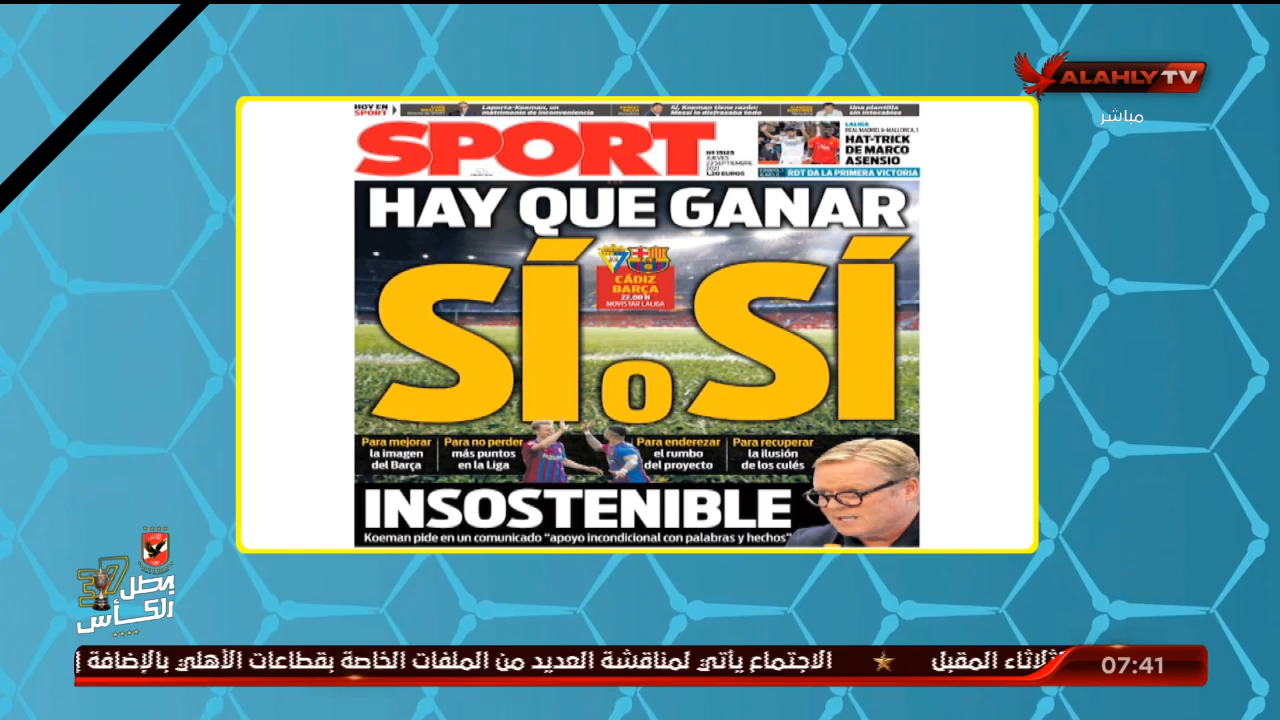 ALAHLY TV
مباشر
HOY EN
SPORT
Laporta-Koeman, un
matrimonio de inconveniencia
Sí, Koeman tiene razón:
Messi lo disfrazaba todo
Una plantilla
sin intocables
SPORT
JUEVES
23 SEPTIEMBRE
2021
1,20 EUROS
LALIGA
REAL MADRID, 6-MALLORCA, 1
HAT-TRICK
DE MARCO
ASENSIO
RDT DA LA PRIMERA VICTORIA
HAY QUE GANAR
SÍ o SÍ
CÁDIZ
BARÇA
22.00 H
MOVISTAR LALIGA
Para mejorar
la imagen
del Barça
Para no perder
más puntos
en la Liga
Para enderezar
el rumbo
del proyecto
Para recuperar
la ilusión
de los culés
INSOSTENIBLE
Koeman pide en un comunicado “apoyo incondicional con palabras y hechos”
37
بطل
الكأس
الثلاثاء المقبل ★ الاجتماع يأتي لمناقشة العديد من الملفات الخاصة بقطاعات الأهلي بالإضافة
07:41